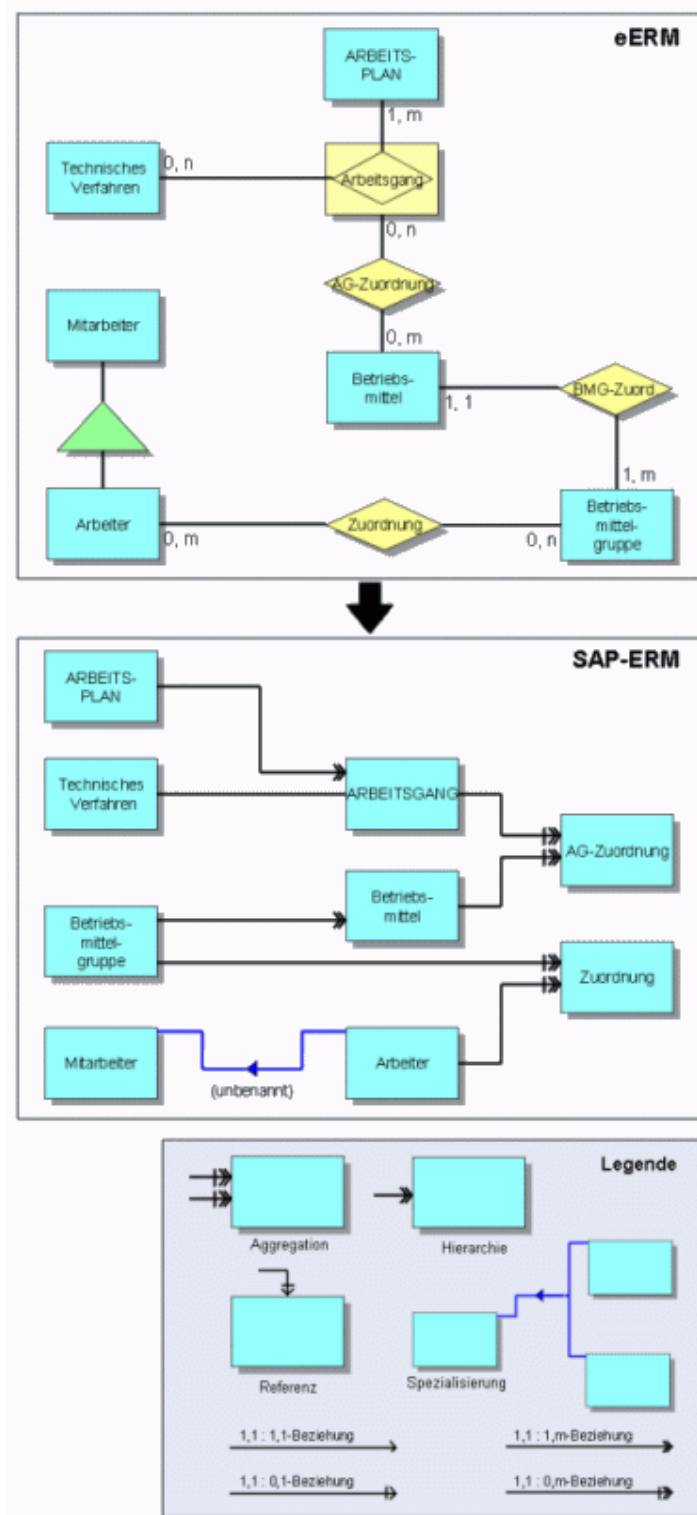 eERM
ARBEITS-
PLAN
1, m
Technisches
Verfahren
0, n
Arbeitsgang
0, n
AG-Zuordnung
Mitarbeiter
0, m
Betriebs-
mittel
1, 1
BMG-Zuord
1, m
Arbeiter
0, m
Zuordnung
0, n
Betriebs-
mittel-
gruppe
SAP-ERM
ARBEITS-
PLAN
Technisches
Verfahren
ARBEITSGANG
AG-Zuordnung
Betriebs-
mittel
Betriebs-
mittel-
gruppe
Zuordnung
Mitarbeiter
(unbenannt)
Arbeiter
Legende
Aggregation
Hierarchie
Referenz
Spezialisierung
1,1 : 1,1-Beziehung
1,1 : 1,m-Beziehung
1,1 : 0,1-Beziehung
1,1 : 0,m-Beziehung